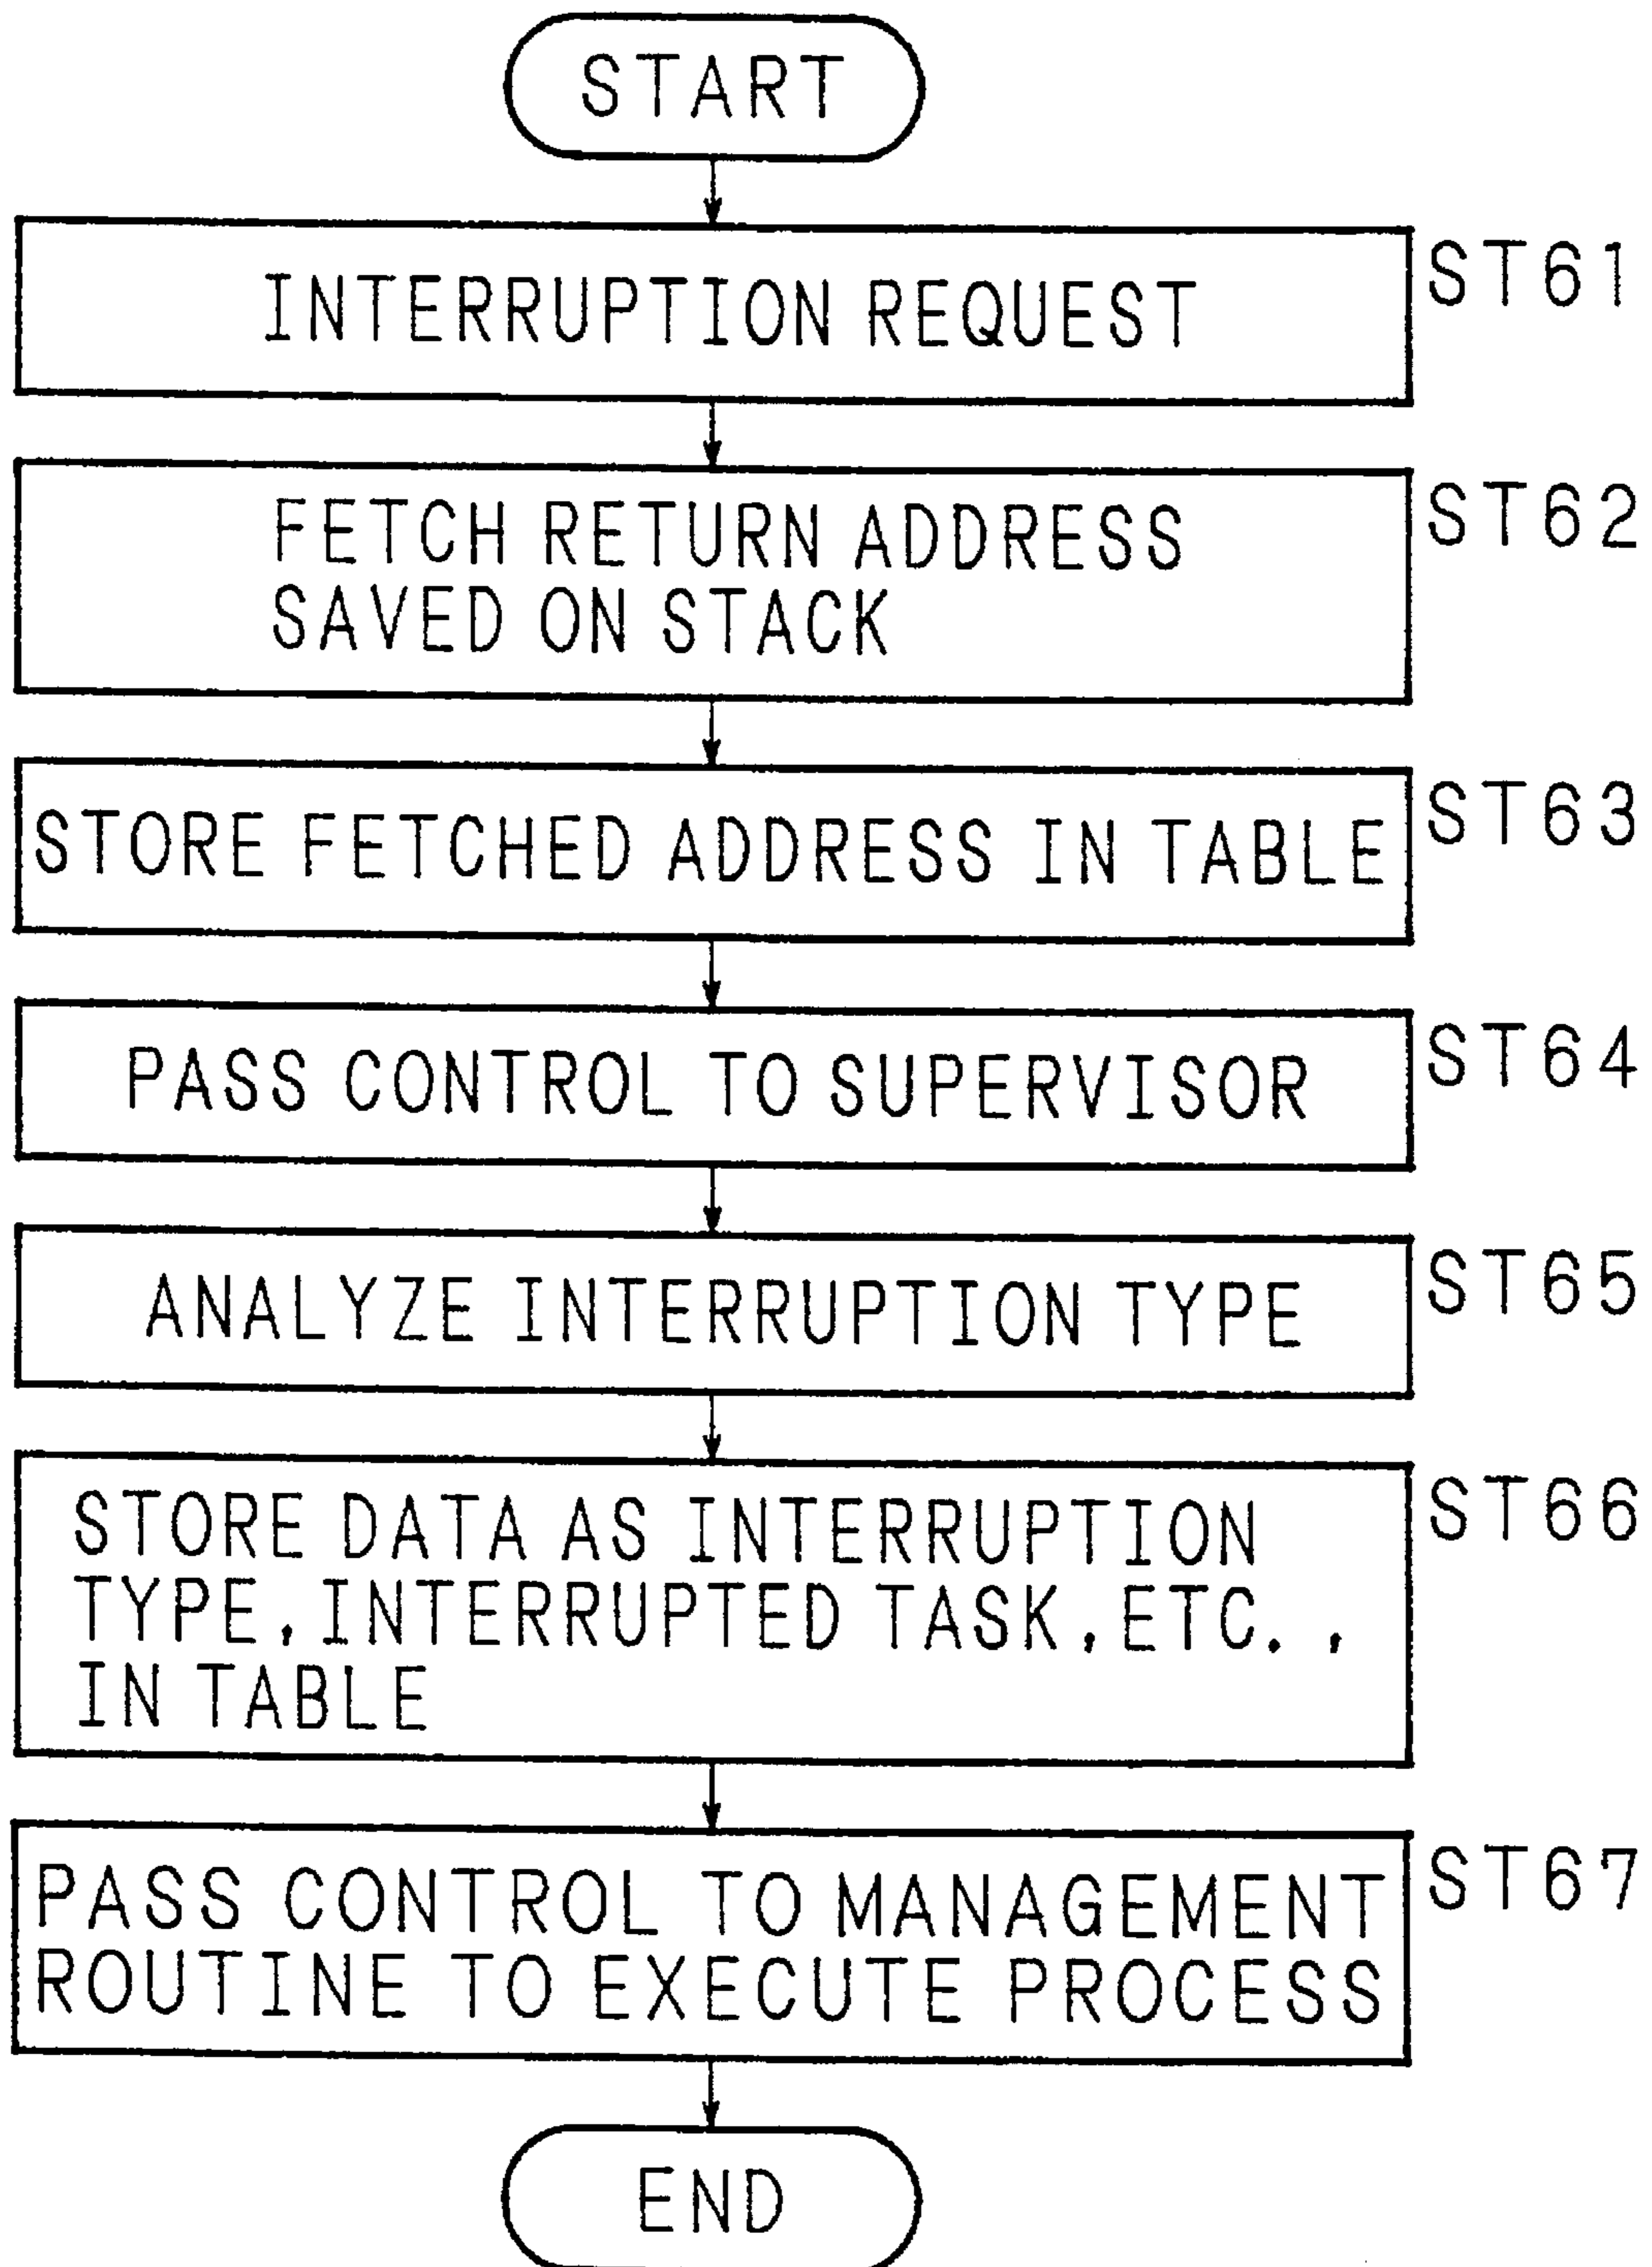 START
INTERRUPTION REQUEST
ST61
FETCH RETURN ADDRESS
SAVED ON STACK
ST62
STORE FETCHED ADDRESS IN TABLE
ST63
PASS CONTROL TO SUPERVISOR
ST64
ANALYZE INTERRUPTION TYPE
ST65
STORE DATA AS INTERRUPTION
TYPE, INTERRUPTED TASK, ETC.,
IN TABLE
ST66
PASS CONTROL TO MANAGEMENT
ROUTINE TO EXECUTE PROCESS
ST67
END